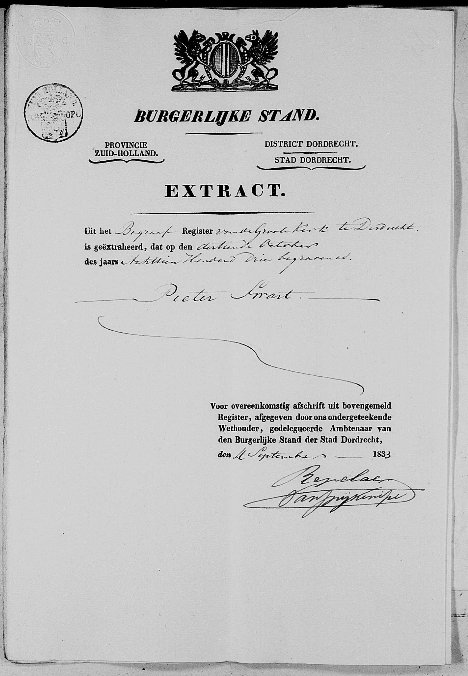 BURGERLIJKE STAND.
PROVINCIE
ZUID-HOLLAND.
DISTRICT DORDRECHT.
STAD DORDRECHT.
EXTRACT.
Uit het Begraaf Register van de Groote Kerk te Dordrecht
is geëxtraheerd, dat op den dertiende October
des jaars Achttien Honderd Drie begraven is
Pieter Swart.
Voor overeenkomstig afschrift uit bovengemeld
Register, afgegeven door ons ondergeteekende
Wethouder, gedelegueerde Ambtenaar van
den Burgerlijke Stand der Stad Dordrecht,
den September 1833
Repelaer